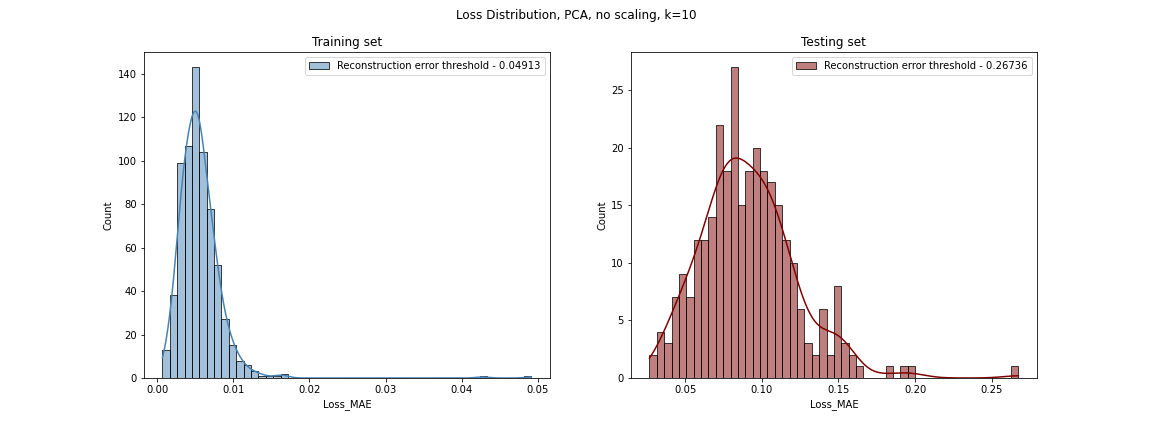 Loss Distribution, PCA, no scaling, k=10
Training set
Reconstruction error threshold - 0.04913
140
120
100
80
60
40
20
0
Count
0.00
0.01
0.02
0.03
0.04
0.05
Loss_MAE
Testing set
Reconstruction error threshold - 0.26736
25
20
15
10
5
0
Count
0.05
0.10
0.15
0.20
0.25
Loss_MAE